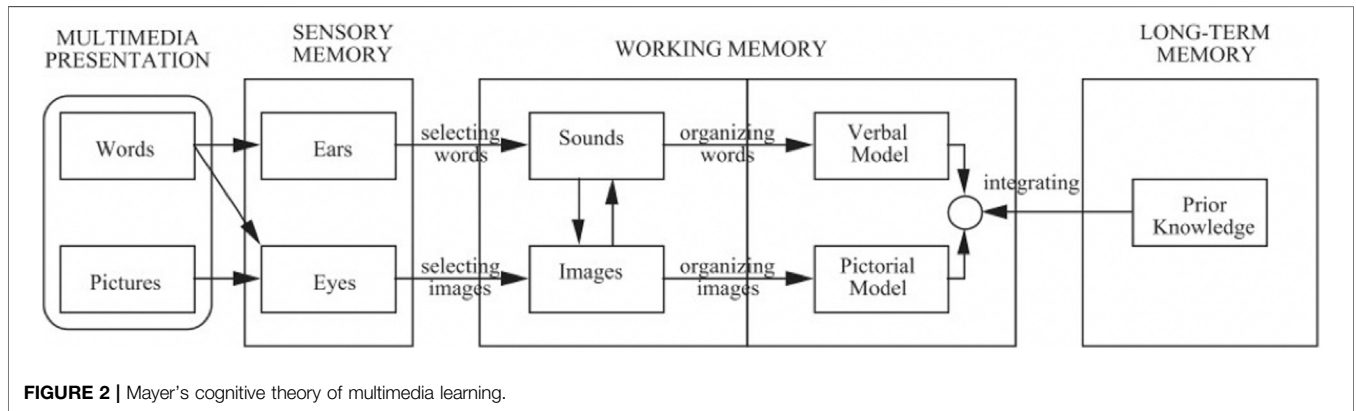 MULTIMEDIA
PRESENTATION
SENSORY
MEMORY
WORKING MEMORY
LONG-TERM
MEMORY
Words
Ears
selecting
words
Sounds
organizing
words
Verbal
Model
integrating
Prior
Knowledge
Pictures
Eyes
selecting
images
Images
organizing
images
Pictorial
Model
FIGURE 2 | Mayer's cognitive theory of multimedia learning.